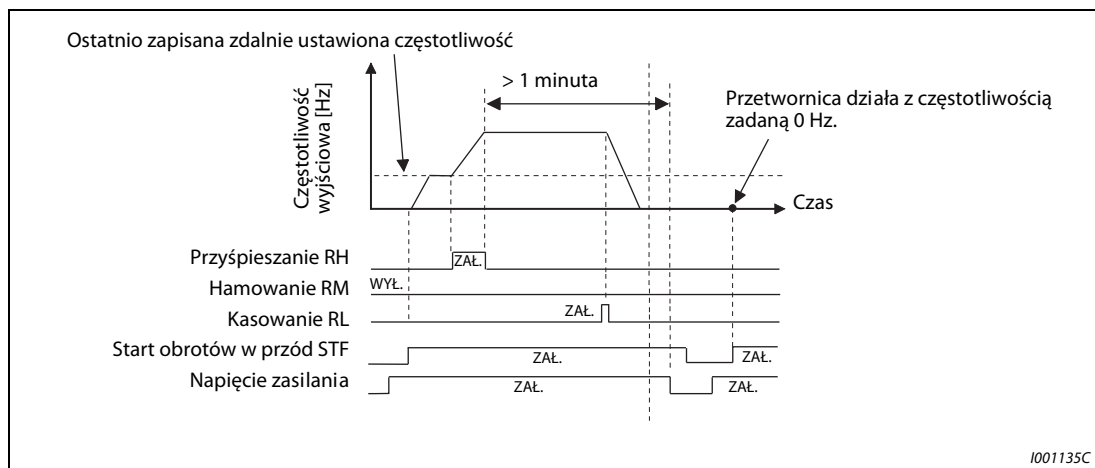 Ostatnio zapisana zdalnie ustawiona częstotliwość
> 1 minuta
Przetwornica działa z częstotliwością
zadaną 0 Hz.
Częstotliwość
wyjściowa [Hz]
Czas
Przyśpieszanie RH
ZAŁ.
Hamowanie RM
WYŁ.
Kasowanie RL
ZAŁ.
Start obrotów w przód STF
ZAŁ.
ZAŁ.
Napięcie zasilania
ZAŁ.
ZAŁ.
I001135C